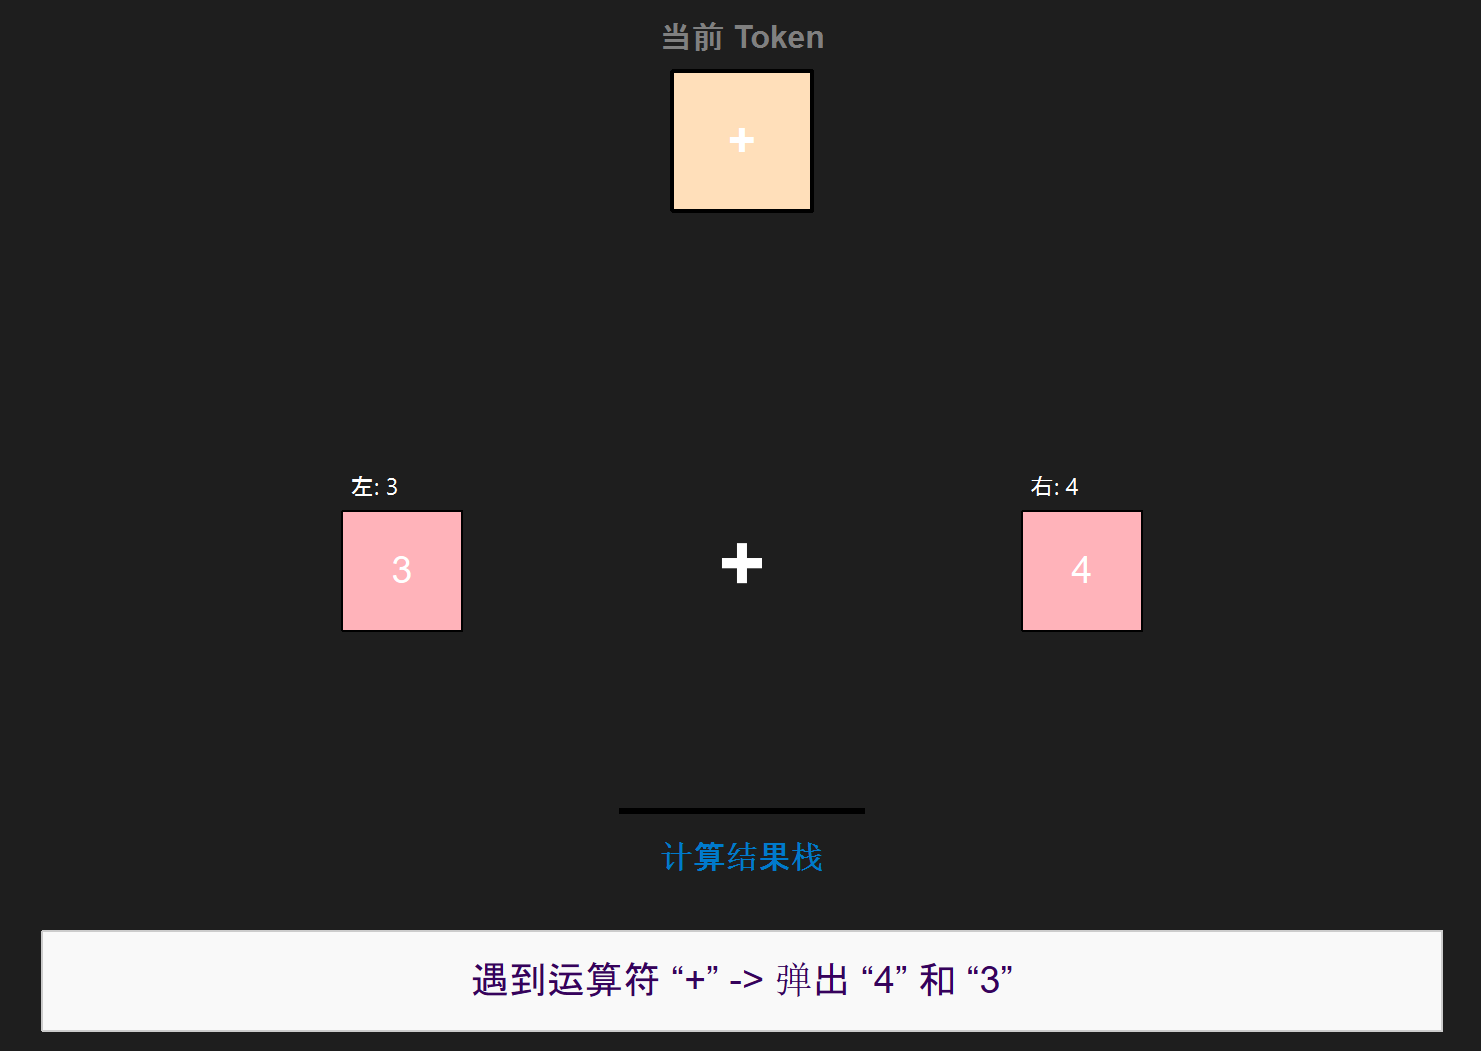 当前 Token
+
左: 3
右: 4
3
+
4
计算结果栈
遇到运算符 “+” -> 弹出 “4” 和 “3”